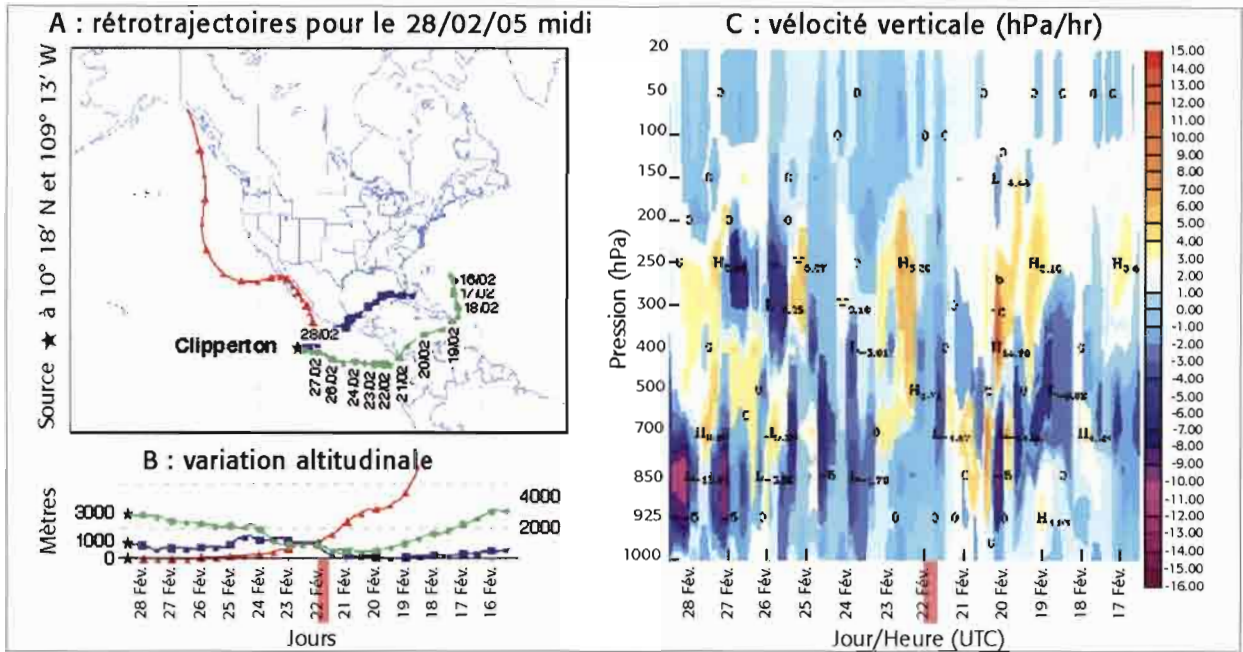 A : rétrotrajectoires pour le 28/02/05 midi
Source ★ à 10° 18' N et 109° 13' W
Clipperton
28/02
27/02
26/02
24/02
23/02
22/02
21/02
20/02
19/02
16/02
17/02
18/02
B : variation altitudinale
Mètres
3000
1000
0
4000
2000
28 Fév.
27 Fév.
26 Fév.
25 Fév.
24 Fév.
23 Fév.
22 Fév.
21 Fév.
20 Fév.
19 Fév.
18 Fév.
17 Fév.
16 Fév.
Jours
C : vélocité verticale (hPa/hr)
Pression (hPa)
20
50
100
150
200
250
300
400
500
700
850
925
1000
28 Fév.
27 Fév.
26 Fév.
25 Fév.
24 Fév.
23 Fév.
22 Fév.
21 Fév.
20 Fév.
19 Fév.
18 Fév.
17 Fév.
Jour/Heure (UTC)
15.00
14.00
13.00
12.00
10.00
9.00
8.00
7.00
6.00
5.00
4.00
3.00
2.00
1.00
0.00
-1.00
-2.00
-3.00
-4.00
-5.00
-6.00
-7.00
-8.00
-9.00
-10.00
-11.00
-12.00
-13.00
-14.00
-15.00
-16.00